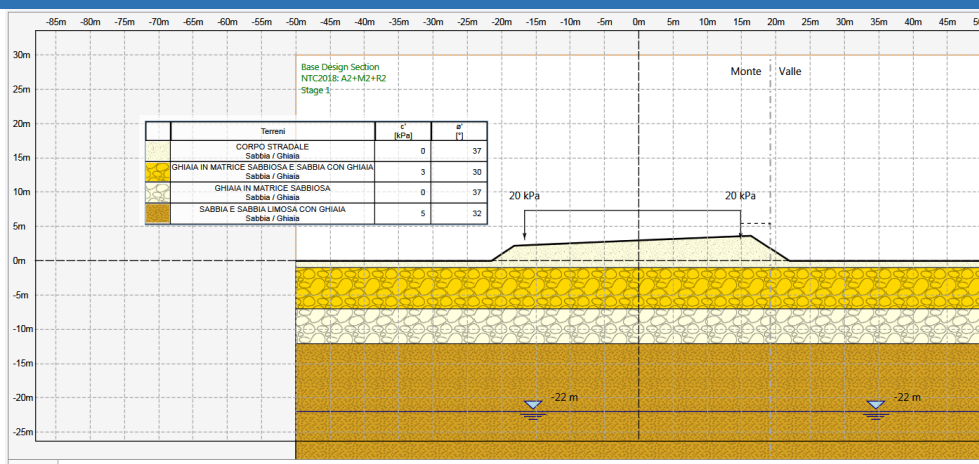 -85m -80m -75m -70m -65m -60m -55m -50m -45m -40m -35m -30m -25m -20m -15m -10m -5m 0m 5m 10m 15m 20m 25m 30m 35m 40m 45m
30m
Base Design Section
NTC2018: A2+M2+R2
Stage 1
Monte Valle
25m
20m
Terreni c' [kPa] ø' [°]
CORPO STRADALE
Sabbia / Ghiaia 0 37
15m
GHIAIA IN MATRICE SABBIOSA E SABBIA CON GHIAIA
Sabbia / Ghiaia 3 30
GHIAIA IN MATRICE SABBIOSA
Sabbia / Ghiaia 0 37
10m
SABBIA E SABBIA LIMOSA CON GHIAIA
Sabbia / Ghiaia 5 32
20 kPa 20 kPa
5m
0m
-5m
-10m
-15m
-20m
-22 m -22 m
-25m